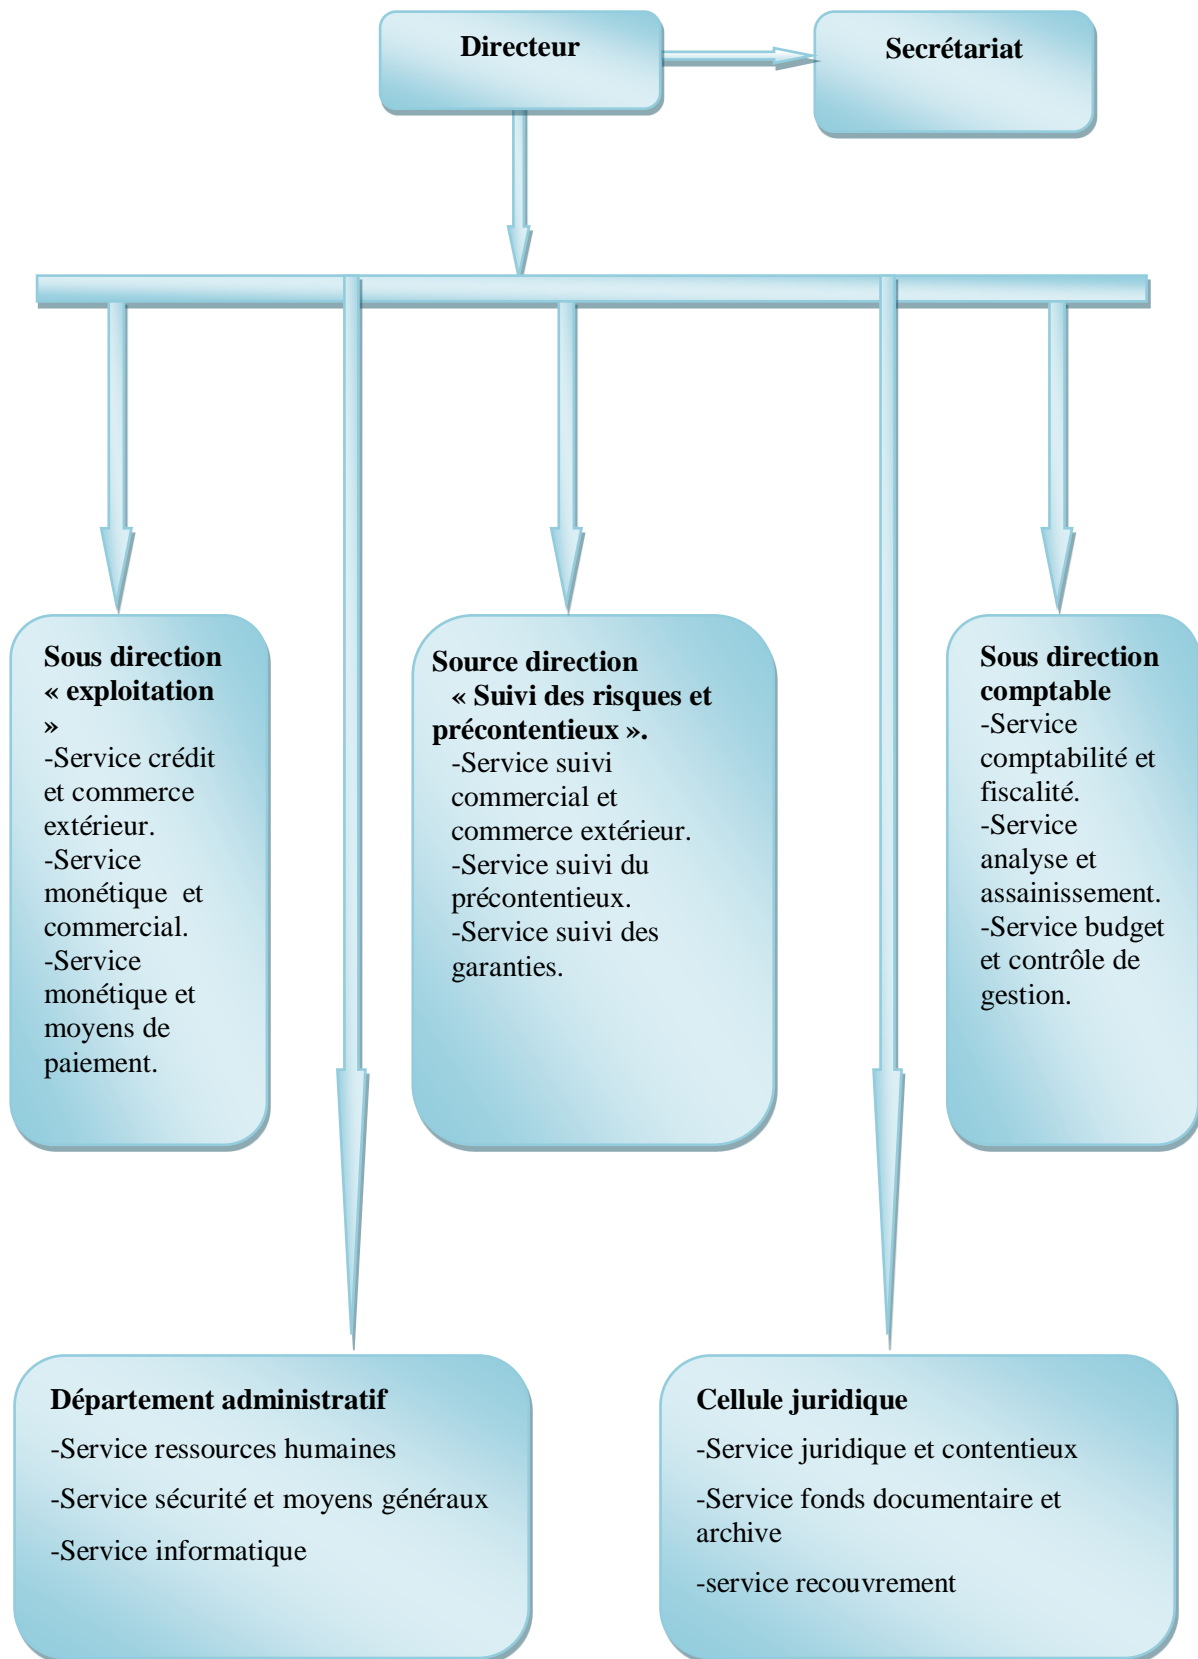 Directeur
Secrétariat
Sous direction
« exploitation
»
-Service crédit
et commerce
extérieur.
-Service
monétique  et
commercial.
-Service
monétique et
moyens de
paiement.
Source direction
« Suivi des risques et
précontentieux ».
-Service suivi
commercial et
commerce extérieur.
-Service suivi du
précontentieux.
-Service suivi des
garanties.
Sous direction
comptable
-Service
comptabilité et
fiscalité.
-Service
analyse et
assainissement.
-Service budget
et contrôle de
gestion.
Département administratif
-Service ressources humaines
-Service sécurité et moyens généraux
-Service informatique
Cellule juridique
-Service juridique et contentieux
-Service fonds documentaire et
archive
-service recouvrement